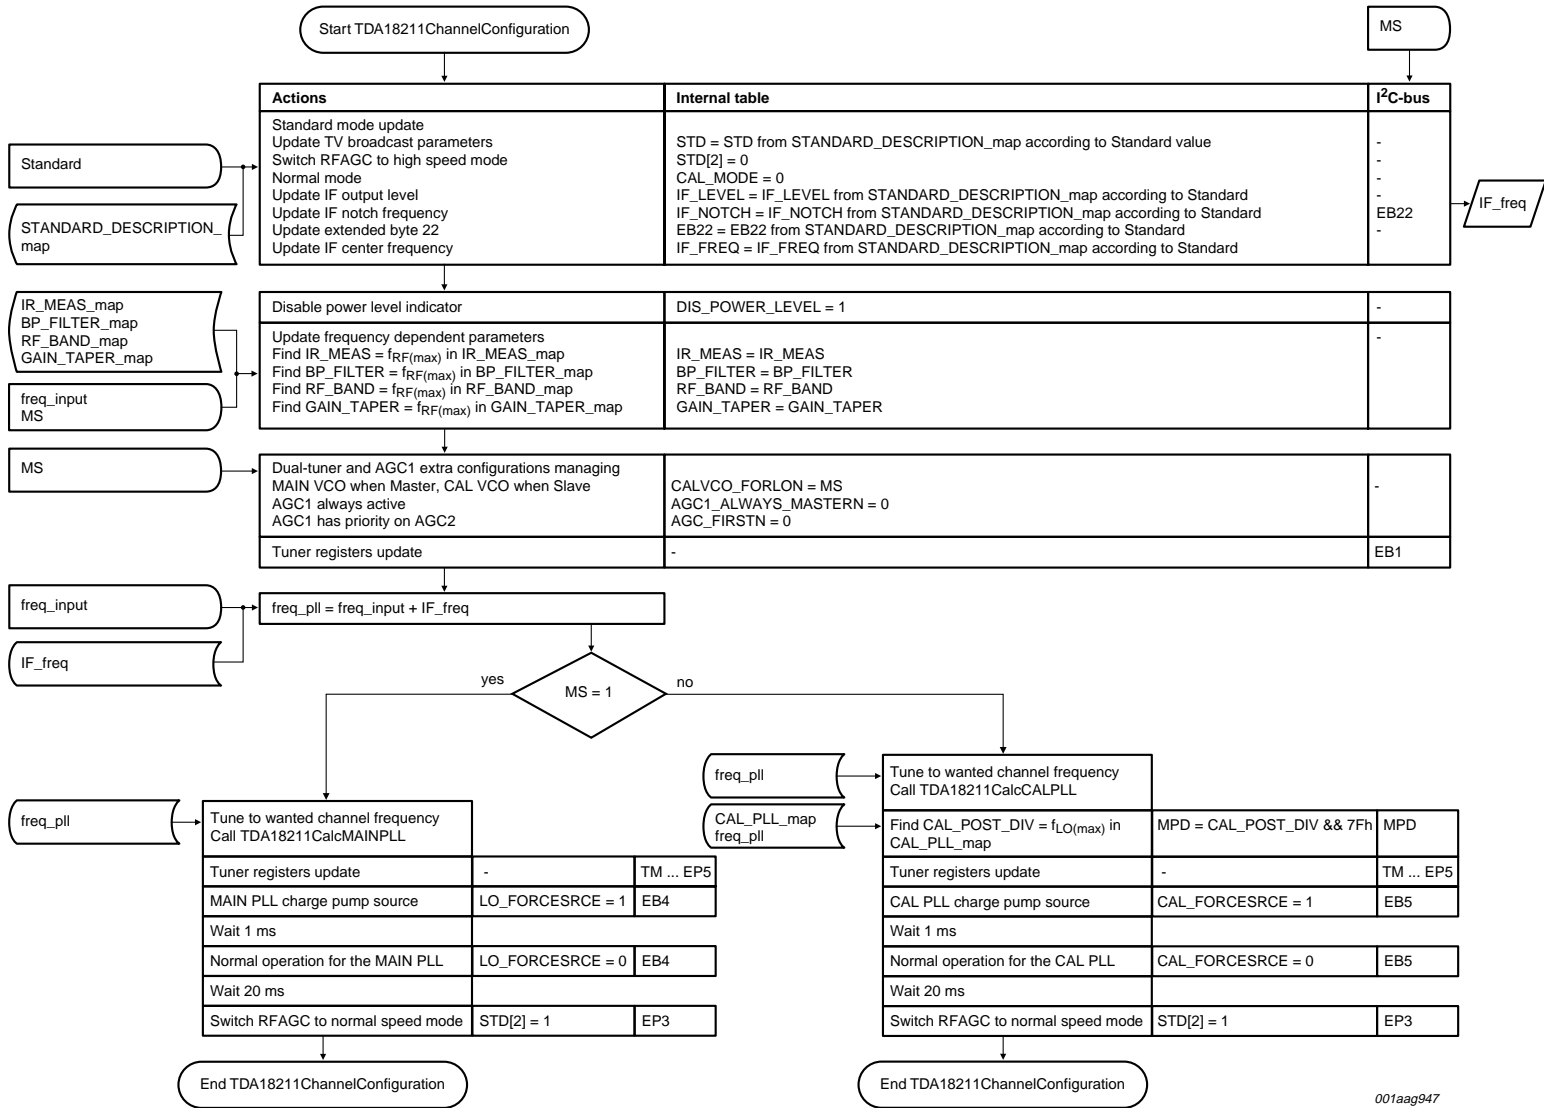 Start TDA18211ChannelConfiguration
MS
Actions Internal table I2C-bus
Standard mode update
Update TV broadcast parameters STD = STD from STANDARD_DESCRIPTION_map according to Standard value -
Standard
Switch RFAGC to high speed mode STD[2] = 0 -
Normal mode CAL_MODE = 0 -
Update IF output level IF_LEVEL = IF_LEVEL from STANDARD_DESCRIPTION_map according to Standard -
IF_freq
Update IF notch frequency IF_NOTCH = IF_NOTCH from STANDARD_DESCRIPTION_map according to Standard EB22
STANDARD_DESCRIPTION_
map
Update extended byte 22 EB22 = EB22 from STANDARD_DESCRIPTION_map according to Standard -
Update IF center frequency IF_FREQ = IF_FREQ from STANDARD_DESCRIPTION_map according to Standard
IR_MEAS_map
BP_FILTER_map
RF_BAND_map
GAIN_TAPER_map
Disable power level indicator DIS_POWER_LEVEL = 1 -
Update frequency dependent parameters -
Find IR_MEAS = fRF(max) in IR_MEAS_map IR_MEAS = IR_MEAS
Find BP_FILTER = fRF(max) in BP_FILTER_map BP_FILTER = BP_FILTER
Find RF_BAND = fRF(max) in RF_BAND_map RF_BAND = RF_BAND
Find GAIN_TAPER = fRF(max) in GAIN_TAPER_map GAIN_TAPER = GAIN_TAPER
freq_input
MS
MS
Dual-tuner and AGC1 extra configurations managing
MAIN VCO when Master, CAL VCO when Slave CALVCO_FORLON = MS -
AGC1 always active AGC1_ALWAYS_MASTERN = 0
AGC1 has priority on AGC2 AGC_FIRSTN = 0
Tuner registers update - EB1
freq_input
freq_pll = freq_input + IF_freq
IF_freq
yes MS = 1 no
freq_pll
Tune to wanted channel frequency
Call TDA18211CalcMAINPLL
Tuner registers update - TM ... EP5
MAIN PLL charge pump source LO_FORCESRCE = 1 EB4
Wait 1 ms
Normal operation for the MAIN PLL LO_FORCESRCE = 0 EB4
Wait 20 ms
Switch RFAGC to normal speed mode STD[2] = 1 EP3
End TDA18211ChannelConfiguration
freq_pll
Tune to wanted channel frequency
Call TDA18211CalcCALPLL
CAL_PLL_map
freq_pll
Find CAL_POST_DIV = fLO(max) in MPD = CAL_POST_DIV && 7Fh MPD
CAL_PLL_map
Tuner registers update - TM ... EP5
CAL PLL charge pump source CAL_FORCESRCE = 1 EB5
Wait 1 ms
Normal operation for the CAL PLL CAL_FORCESRCE = 0 EB5
Wait 20 ms
Switch RFAGC to normal speed mode STD[2] = 1 EP3
End TDA18211ChannelConfiguration
001aag947